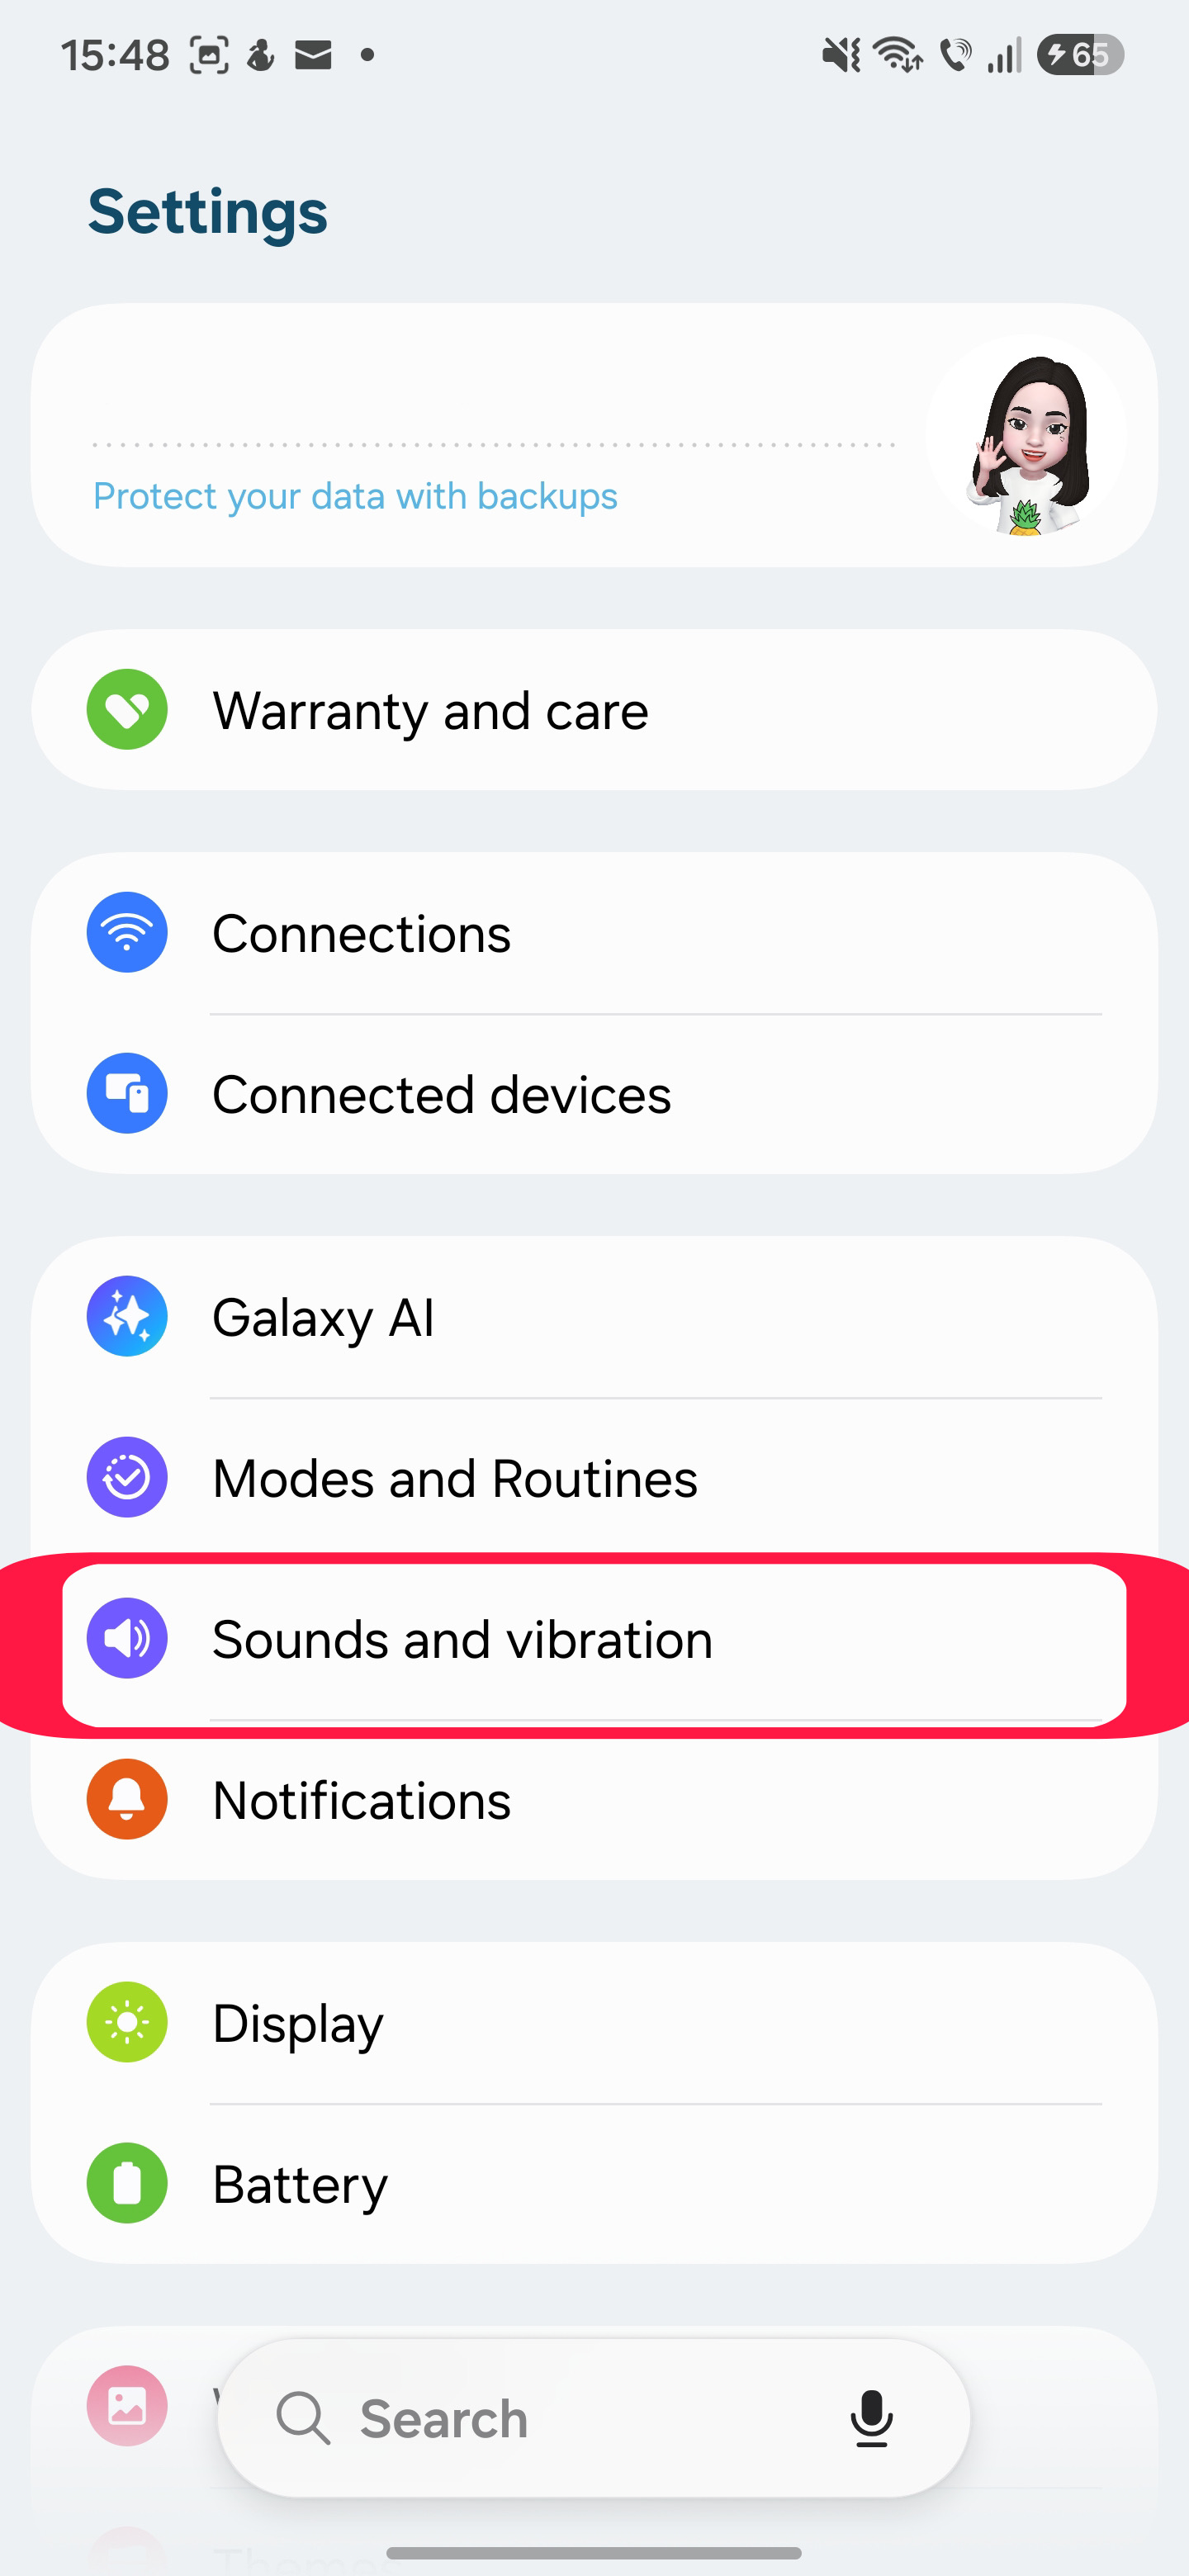 15:48
65
Settings
Protect your data with backups
Warranty and care
Connections
Connected devices
Galaxy AI
Modes and Routines
Sounds and vibration
Notifications
Display
Battery
Search
Themes